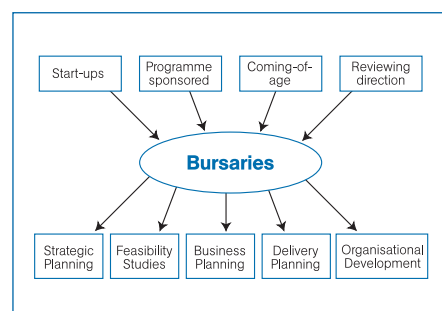 Start-ups
Programme
sponsored
Coming-of-
age
Reviewing
direction
Bursaries
Strategic
Planning
Feasibility
Studies
Business
Planning
Delivery
Planning
Organisational
Development